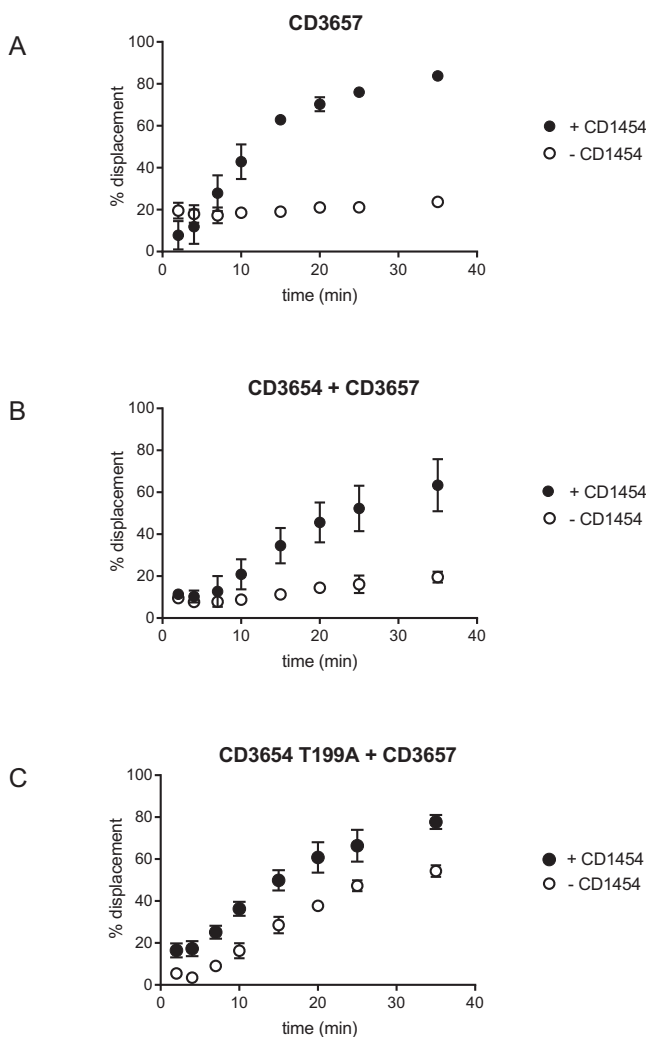 A
CD3657
100
80
60
40
20
0
% displacement
0 10 20 30 40
time (min)
+ CD1454
- CD1454
B
CD3654 + CD3657
100
80
60
40
20
0
% displacement
0 10 20 30 40
time (min)
+ CD1454
- CD1454
C
CD3654 T199A + CD3657
100
80
60
40
20
0
% displacement
0 10 20 30 40
time (min)
+ CD1454
- CD1454